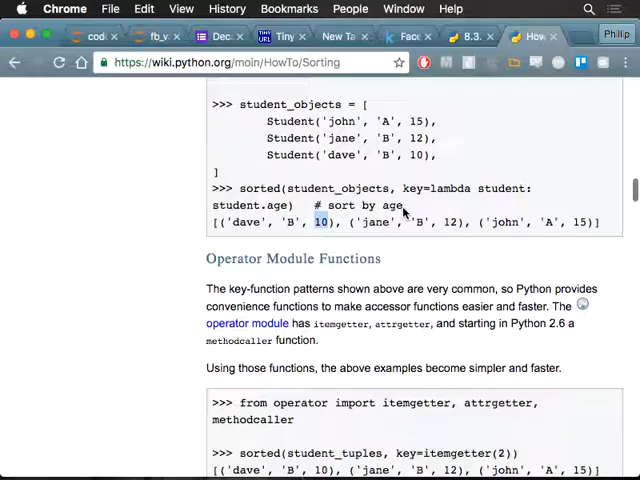 Chrome File Edit View History Bookmarks People Window Help
code fb_v Dec Tiny New Ta Face 8.3. How Philip
https://wiki.python.org/moin/HowTo/Sorting
>>> student_objects = [
Student('john', 'A', 15),
Student('jane', 'B', 12),
Student('dave', 'B', 10),
]
>>> sorted(student_objects, key=lambda student:
student.age) # sort by age
[('dave', 'B', 10), ('jane', 'B', 12), ('john', 'A', 15)]
Operator Module Functions
The key-function patterns shown above are very common, so Python provides
convenience functions to make accessor functions easier and faster. The
operator module has itemgetter, attrgetter, and starting in Python 2.6 a
methodcaller function.
Using those functions, the above examples become simpler and faster.
>>> from operator import itemgetter, attrgetter,
methodcaller
>>> sorted(student_tuples, key=itemgetter(2))
[('dave', 'B', 10), ('jane', 'B', 12), ('john', 'A', 15)]